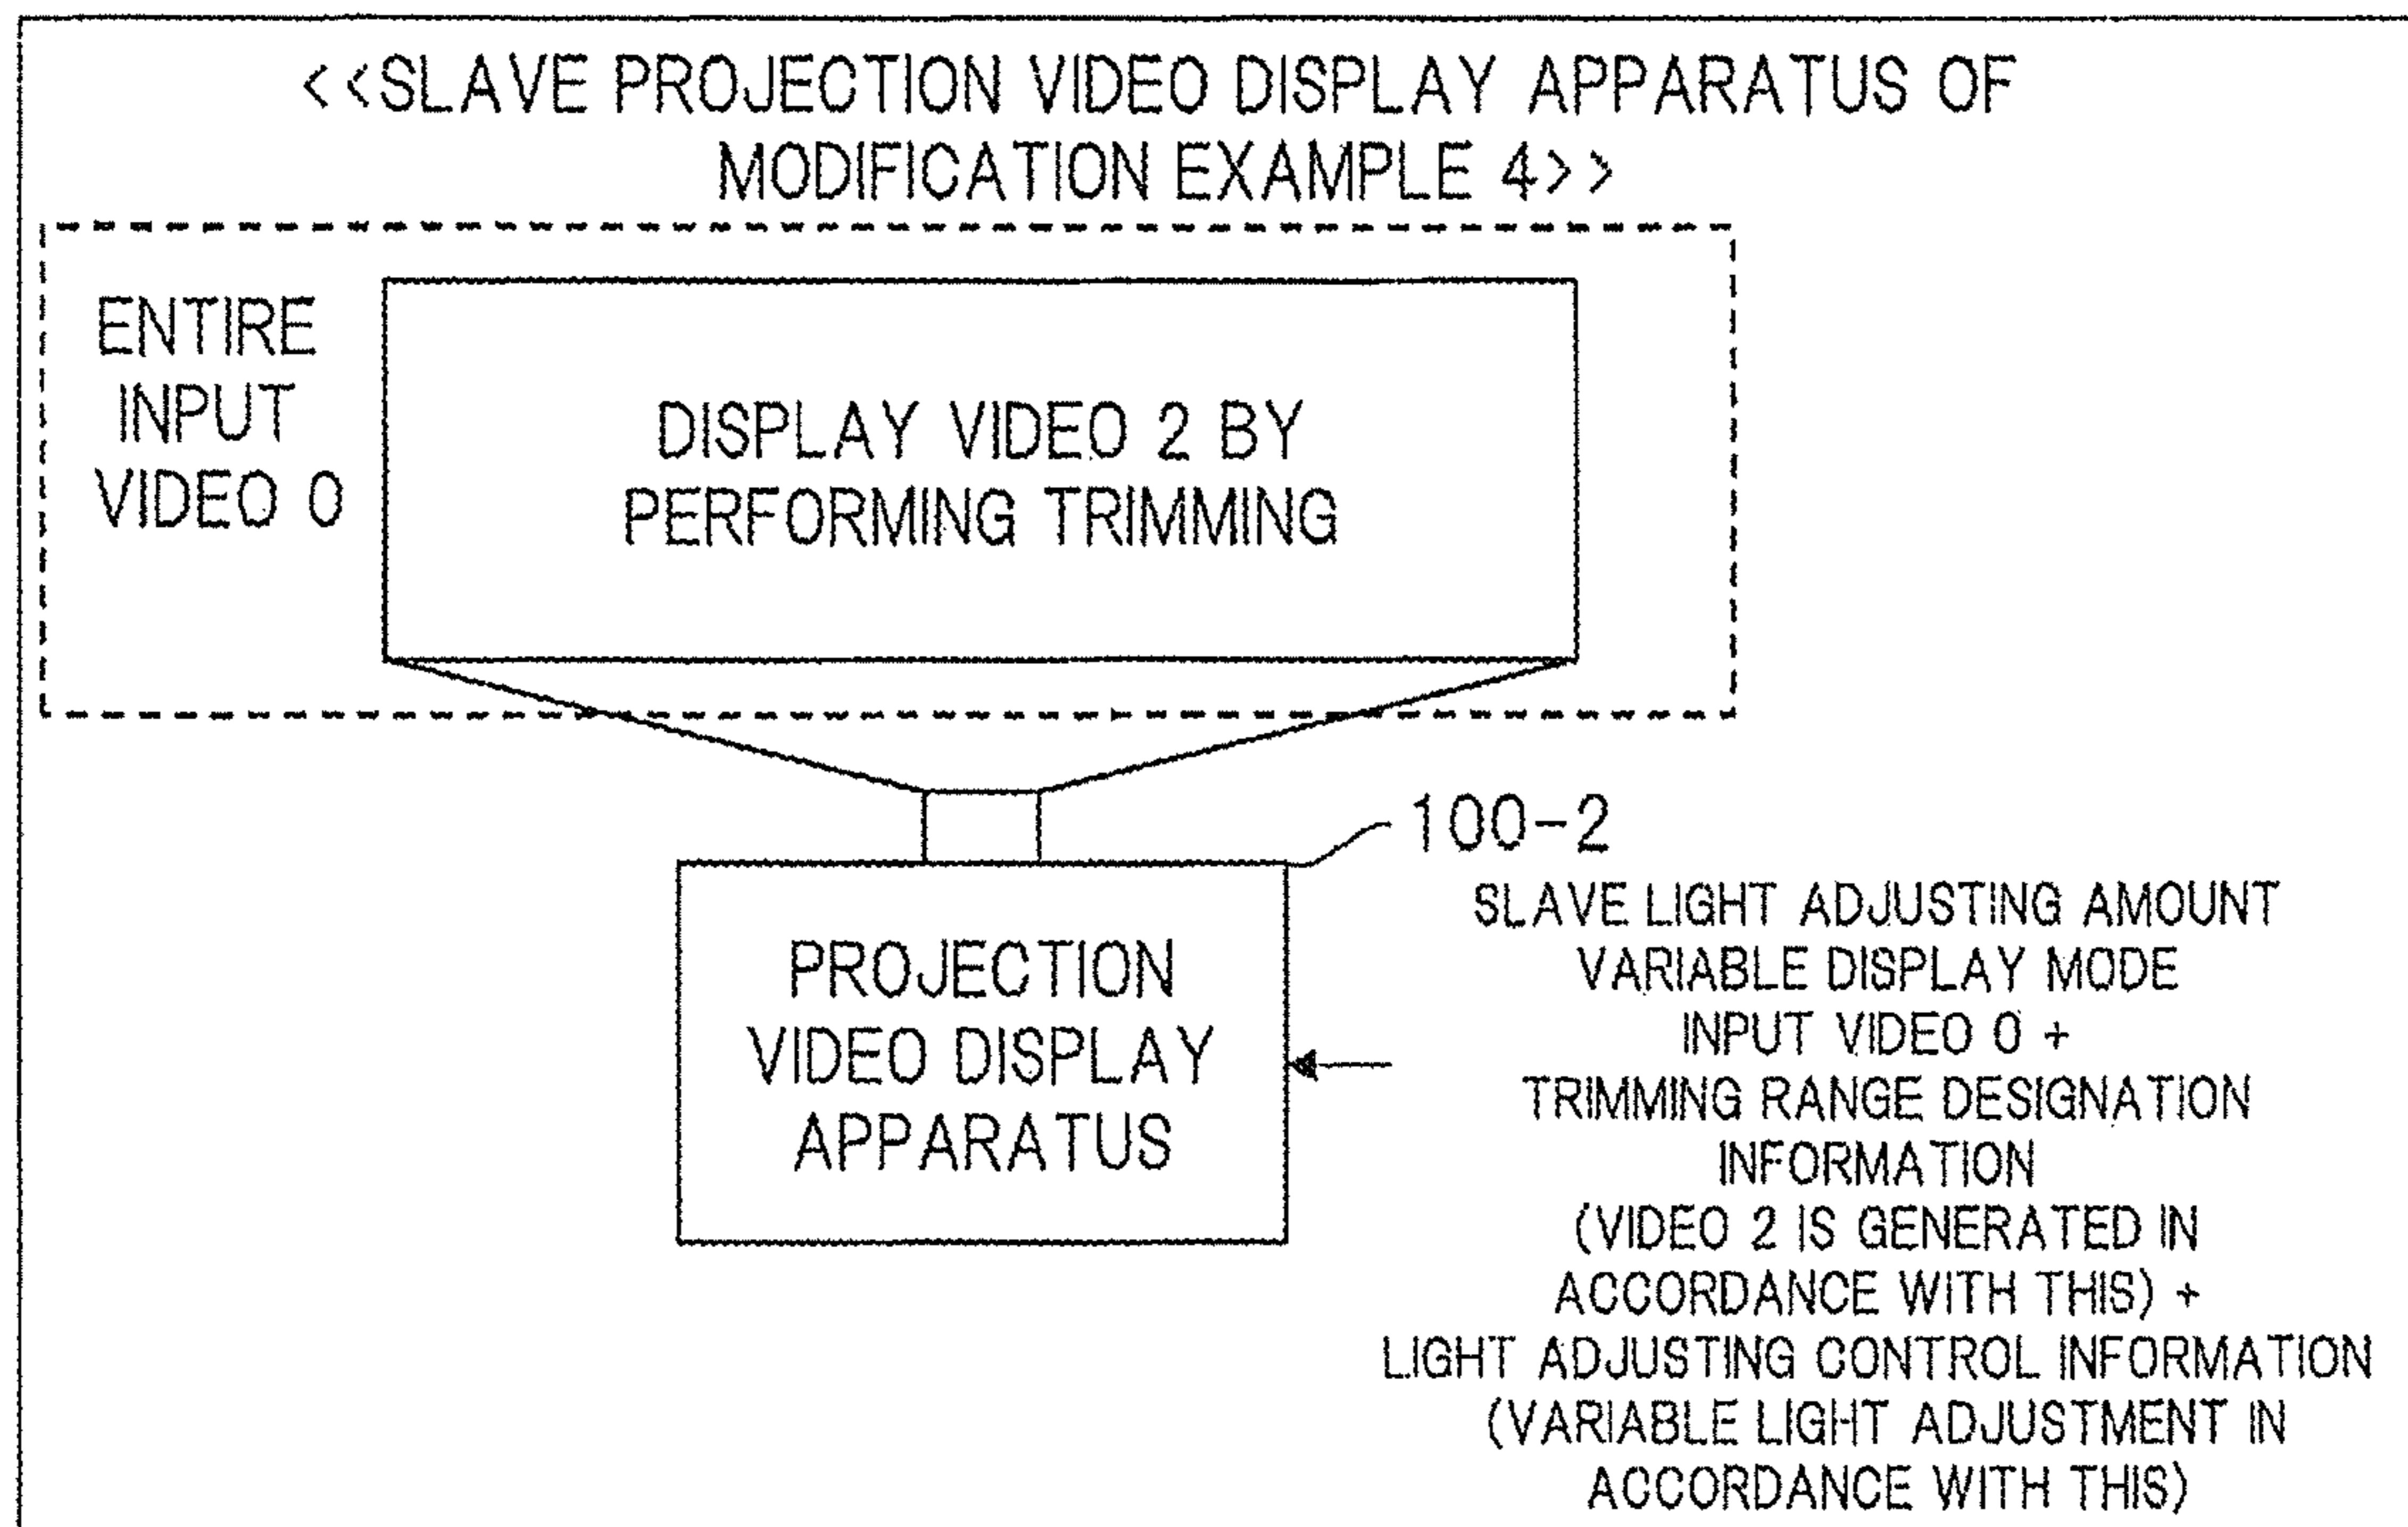 <<SLAVE PROJECTION VIDEO DISPLAY APPARATUS OF
MODIFICATION EXAMPLE 4>>
ENTIRE
INPUT
VIDEO 0
DISPLAY VIDEO 2 BY
PERFORMING TRIMMING
100-2
PROJECTION
VIDEO DISPLAY
APPARATUS
SLAVE LIGHT ADJUSTING AMOUNT
VARIABLE DISPLAY MODE
INPUT VIDEO 0 +
TRIMMING RANGE DESIGNATION
INFORMATION
(VIDEO 2 IS GENERATED IN
ACCORDANCE WITH THIS) +
LIGHT ADJUSTING CONTROL INFORMATION
(VARIABLE LIGHT ADJUSTMENT IN
ACCORDANCE WITH THIS)